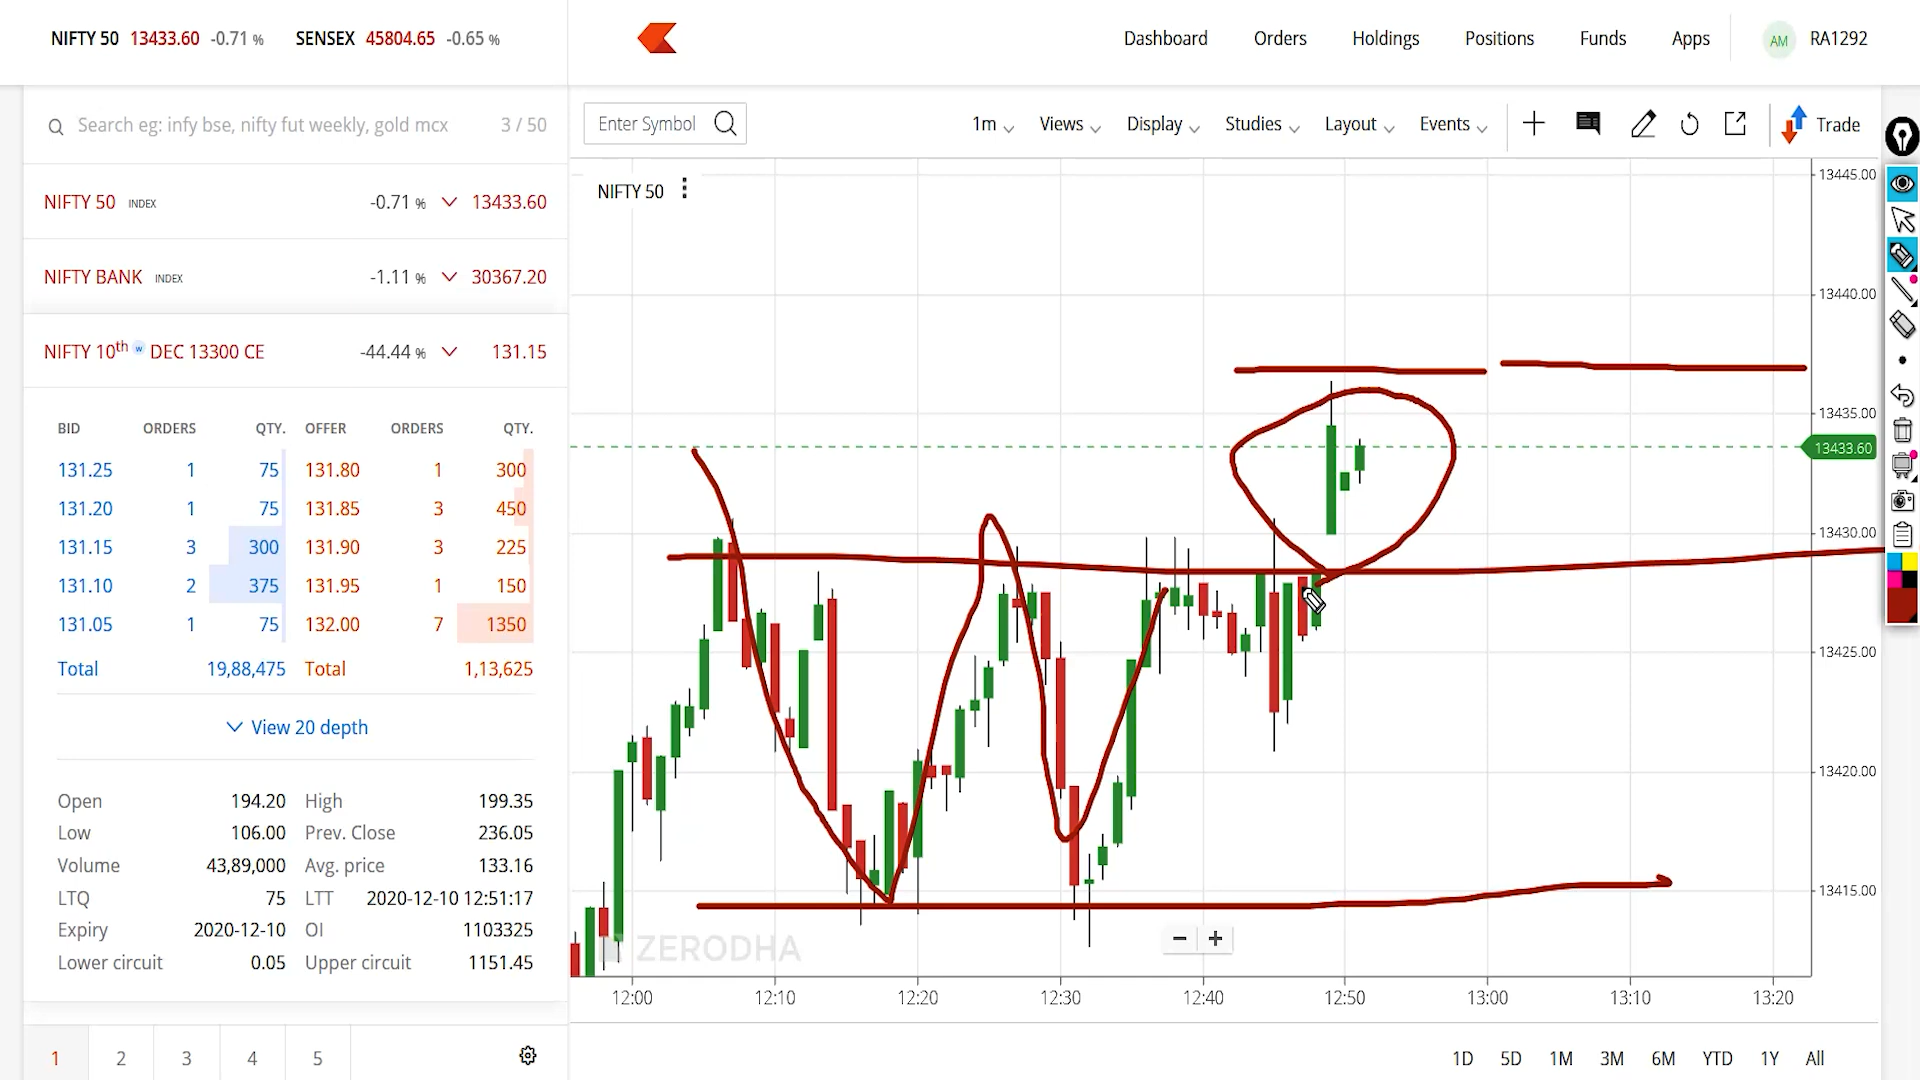 NIFTY 50 13433.60 -0.71 % SENSEX 45804.65 -0.65 %
Dashboard Orders Holdings Positions Funds Apps AM RA1292
Search eg: infy bse, nifty fut weekly, gold mcx 3 / 50
NIFTY 50 INDEX -0.71 % 13433.60
NIFTY BANK INDEX -1.11 % 30367.20
NIFTY 10th w DEC 13300 CE -44.44 % 131.15
BID ORDERS QTY. OFFER ORDERS QTY.
131.25 1 75 131.80 1 300
131.20 1 75 131.85 3 450
131.15 3 300 131.90 3 225
131.10 2 375 131.95 1 150
131.05 1 75 132.00 7 1350
Total 19,88,475 Total 1,13,625
View 20 depth
Open 194.20 High 199.35
Low 106.00 Prev. Close 236.05
Volume 43,89,000 Avg. price 133.16
LTQ 75 LTT 2020-12-10 12:51:17
Expiry 2020-12-10 OI 1103325
Lower circuit 0.05 Upper circuit 1151.45
1 2 3 4 5
Enter Symbol 1m Views Display Studies Layout Events Trade
NIFTY 50
13445.00
13440.00
13435.00
13433.60
13430.00
13425.00
13420.00
13415.00
ZERODHA
12:00 12:10 12:20 12:30 12:40 12:50 13:00 13:10 13:20
1D 5D 1M 3M 6M YTD 1Y All